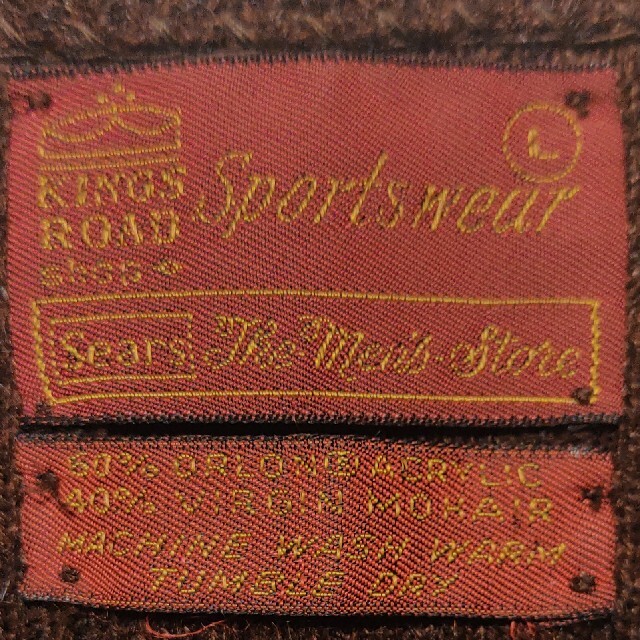 KINGS
ROAD
shop
Sportswear
L
Sears The Men's Store
60% ORLON® ACRYLIC
40% VIRGIN MOHAIR
MACHINE WASH WARM
TUMBLE DRY